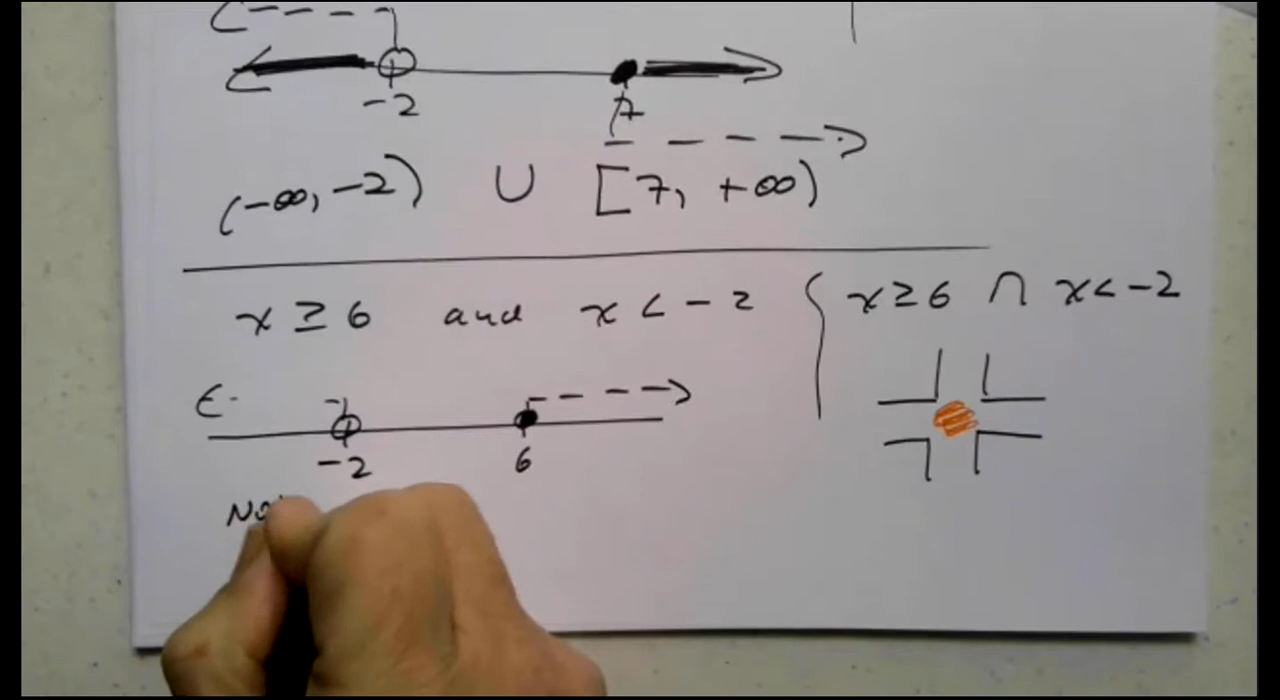 -2 7
(-∞, -2) ∪ [7, +∞)
x ≥ 6 and x < -2
x ≥ 6 ∩ x < -2
-2 6